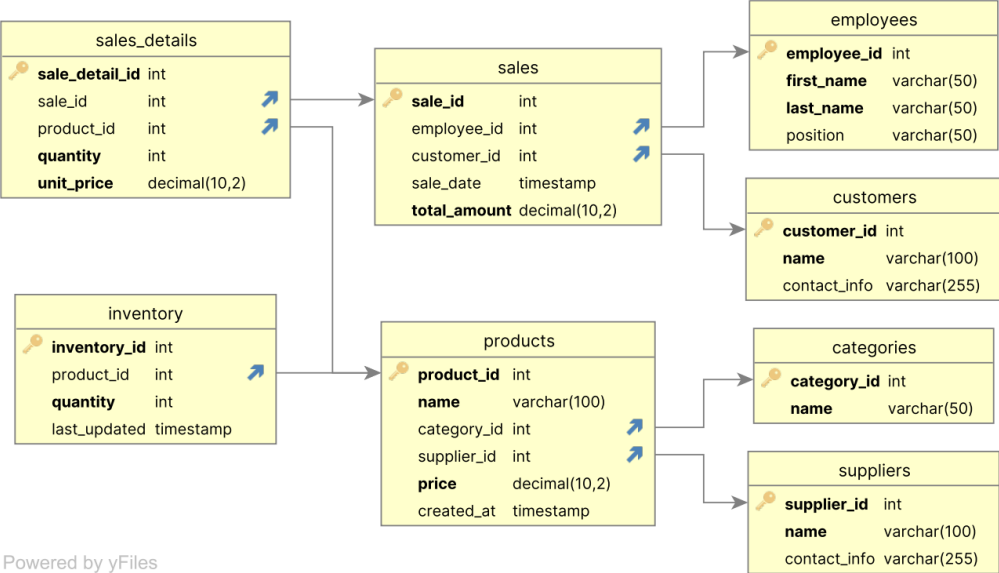 sales_details
sale_detail_id int
sale_id int
product_id int
quantity int
unit_price decimal(10,2)
sales
sale_id int
employee_id int
customer_id int
sale_date timestamp
total_amount decimal(10,2)
employees
employee_id int
first_name varchar(50)
last_name varchar(50)
position varchar(50)
customers
customer_id int
name varchar(100)
contact_info varchar(255)
inventory
inventory_id int
product_id int
quantity int
last_updated timestamp
products
product_id int
name varchar(100)
category_id int
supplier_id int
price decimal(10,2)
created_at timestamp
categories
category_id int
name varchar(50)
suppliers
supplier_id int
name varchar(100)
contact_info varchar(255)
Powered by yFiles